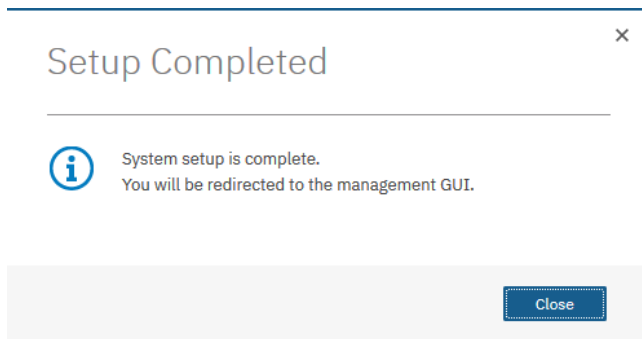 Setup Completed
System setup is complete.
You will be redirected to the management GUI.
Close